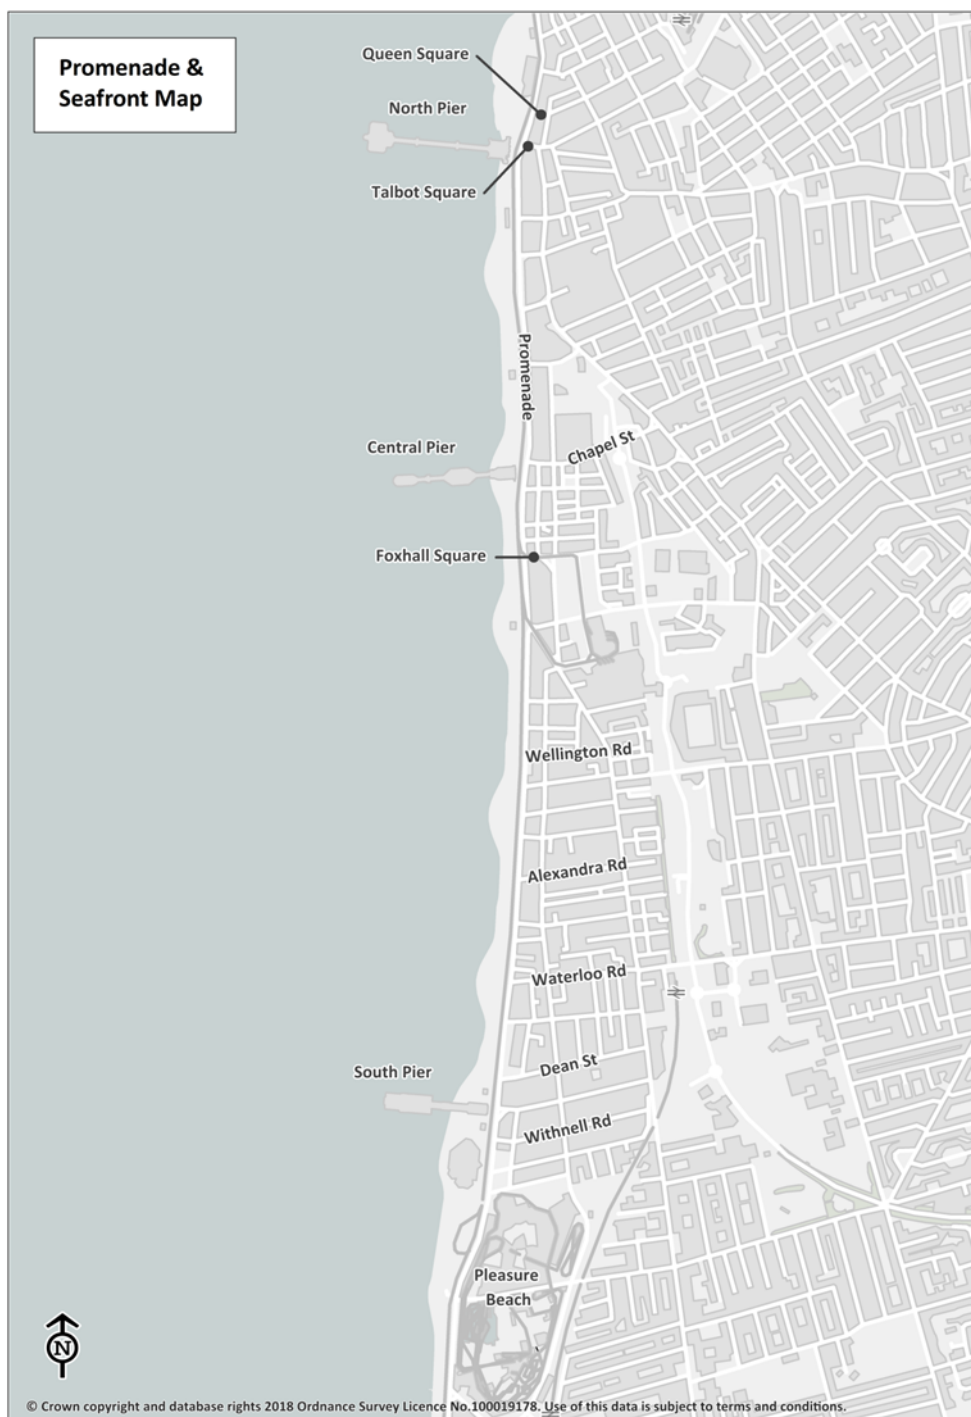 Promenade &
Seafront Map
Queen Square
North Pier
Talbot Square
Promenade
Chapel St
Central Pier
Foxhall Square
Wellington Rd
Alexandra Rd
Waterloo Rd
Dean St
South Pier
Withnell Rd
Pleasure
Beach
N
© Crown copyright and database rights 2018 Ordnance Survey Licence No.100019178. Use of this data is subject to terms and conditions.